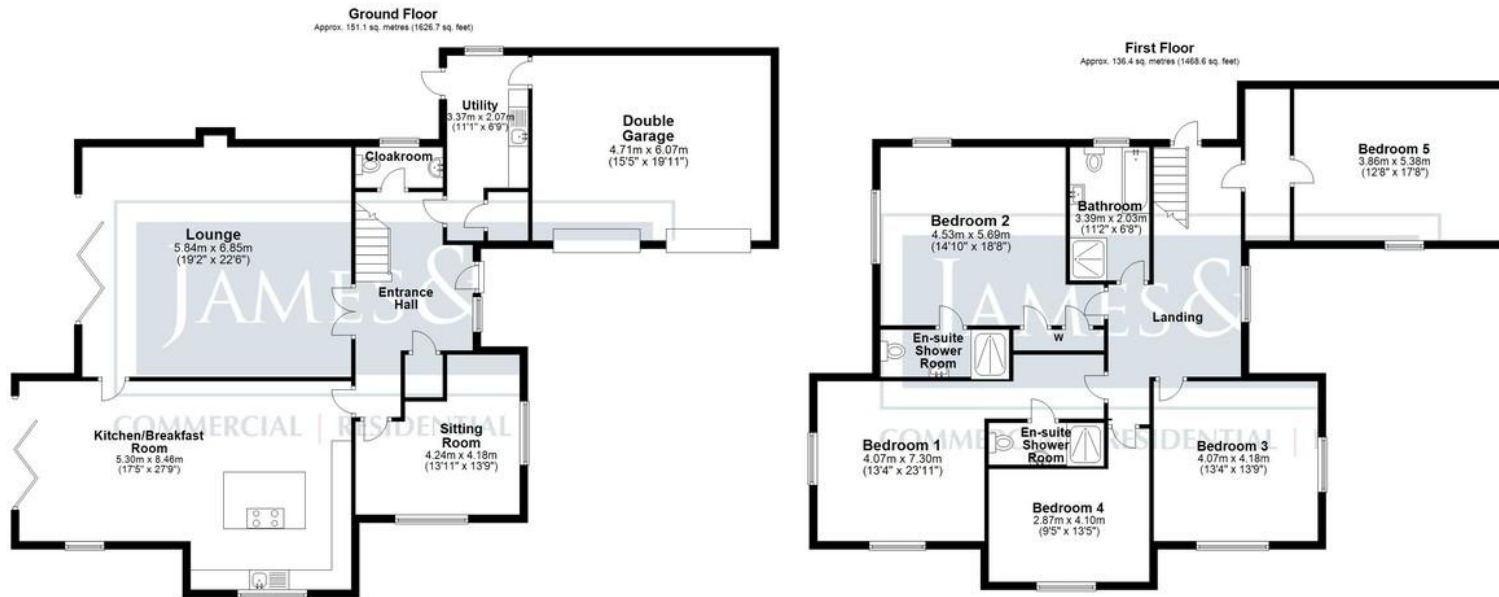 Ground Floor
Approx. 151.1 sq. metres (1626.7 sq. feet)
Utility
3.37m x 2.07m
(11'1" x 6'9")
Double
Garage
4.71m x 6.07m
(15'5" x 19'11")
Cloakroom
Lounge
5.84m x 6.85m
(19'2" x 22'6")
Entrance
Hall
JAMES&
COMMERCIAL | RESIDENTIAL
Kitchen/Breakfast
Room
5.30m x 8.46m
(17'5" x 27'9")
Sitting
Room
4.24m x 4.18m
(13'11" x 13'9")
First Floor
Approx. 136.4 sq. metres (1468.6 sq. feet)
Bedroom 5
3.86m x 5.38m
(12'8" x 17'8")
Bedroom 2
4.53m x 5.69m
(14'10" x 18'8")
Bathroom
3.39m x 2.03m
(11'2" x 6'8")
Landing
JAMES&
W
En-suite
Shower
Room
COMMERCIAL | RESIDENTIAL |
Bedroom 1
4.07m x 7.30m
(13'4" x 23'11")
En-suite
Shower
Room
Bedroom 3
4.07m x 4.18m
(13'4" x 13'9")
Bedroom 4
2.87m x 4.10m
(9'5" x 13'5")